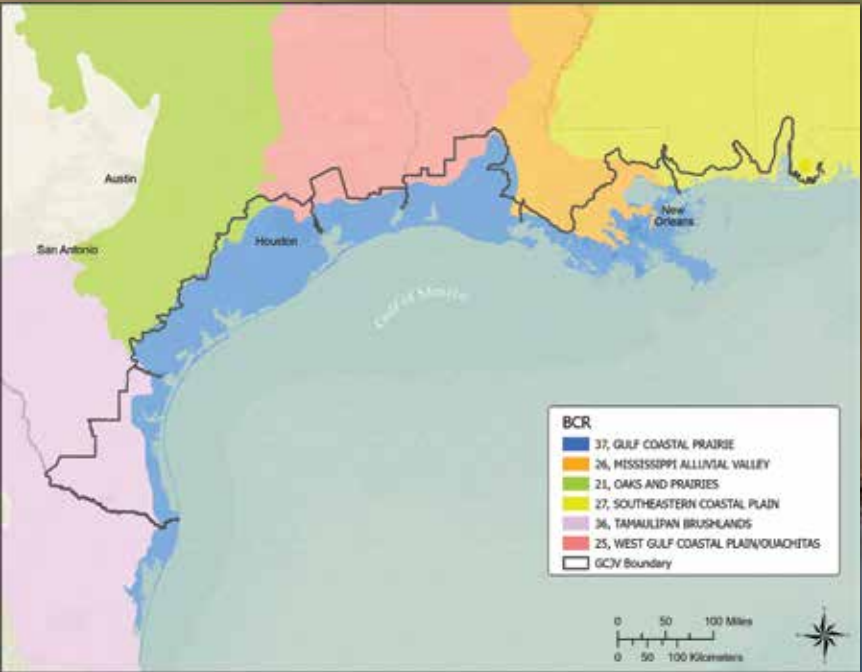 Austin
San Antonio
Houston
New
Orleans
Gulf of Mexico
BCR
37, GULF COASTAL PRAIRIE
26, MISSISSIPPI ALLUVIAL VALLEY
21, OAKS AND PRAIRIES
27, SOUTHEASTERN COASTAL PLAIN
36, TAMAULIPAN BRUSHLANDS
25, WEST GULF COASTAL PLAIN/OUACHITAS
GCJV Boundary
0 50 100 Miles
0 50 100 Kilometers